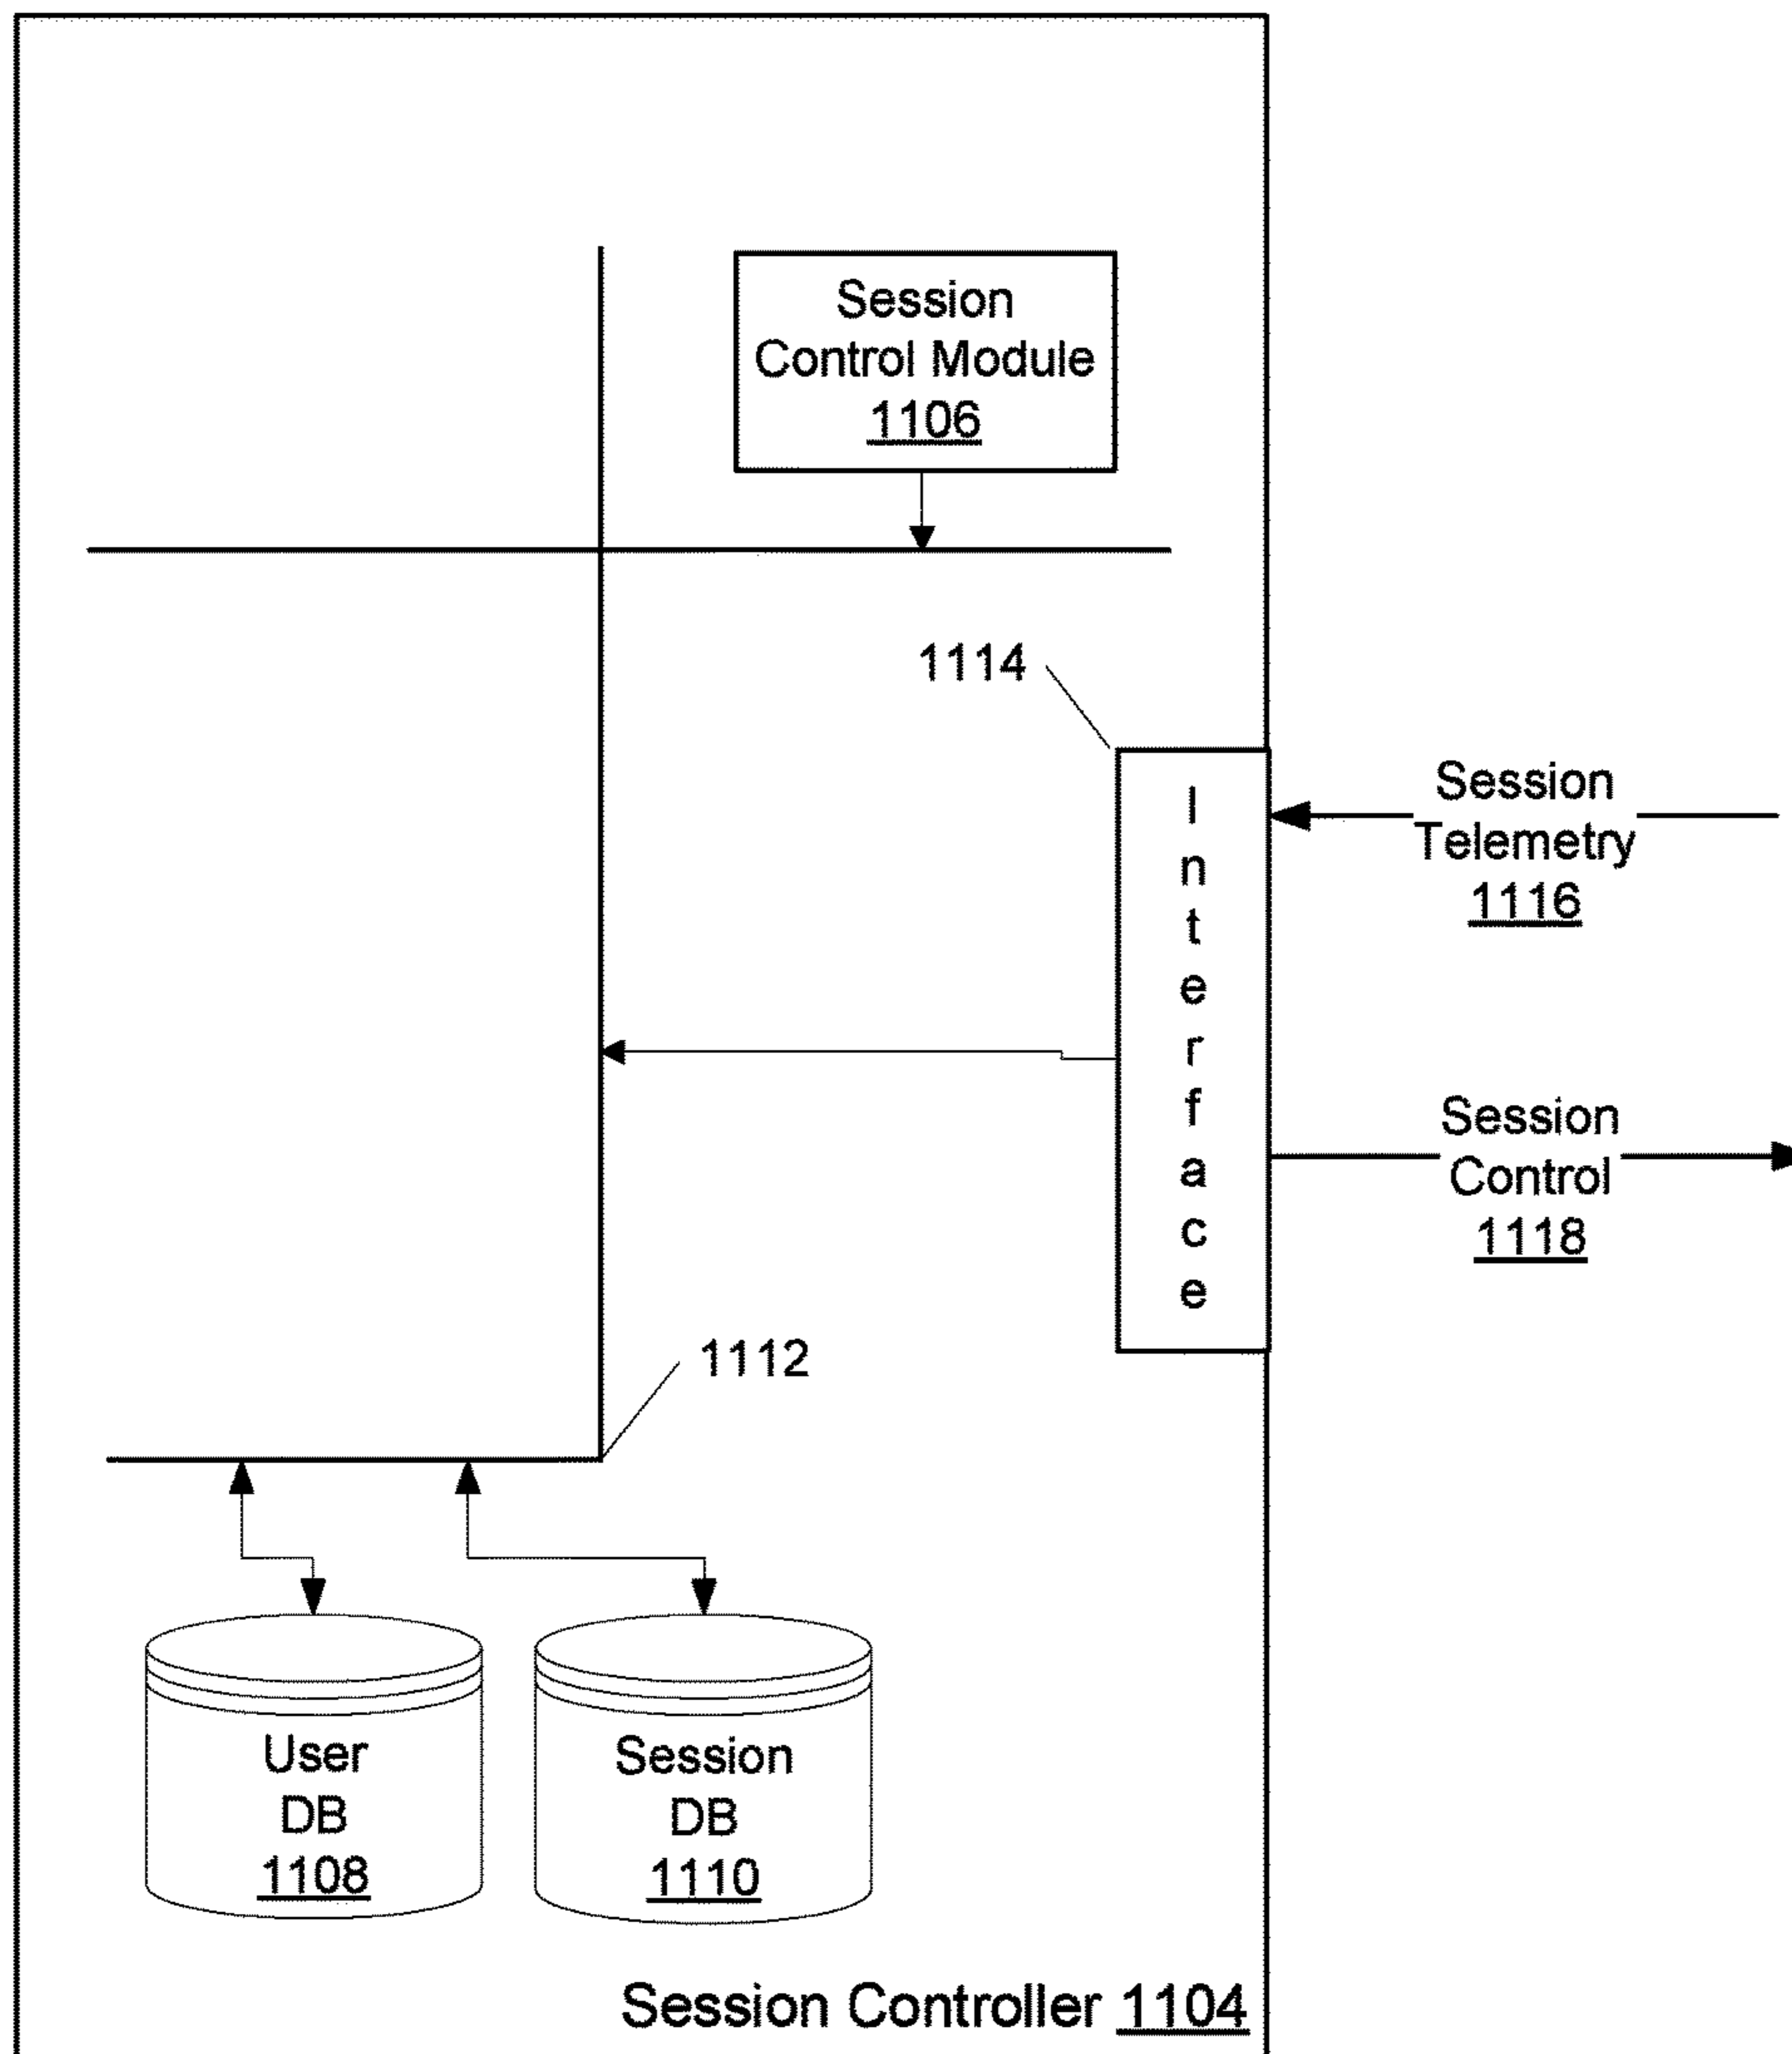 Session
Control Module
1106
1114
Interface
Session
Telemetry
1116
Session
Control
1118
1112
User
DB
1108
Session
DB
1110
Session Controller 1104